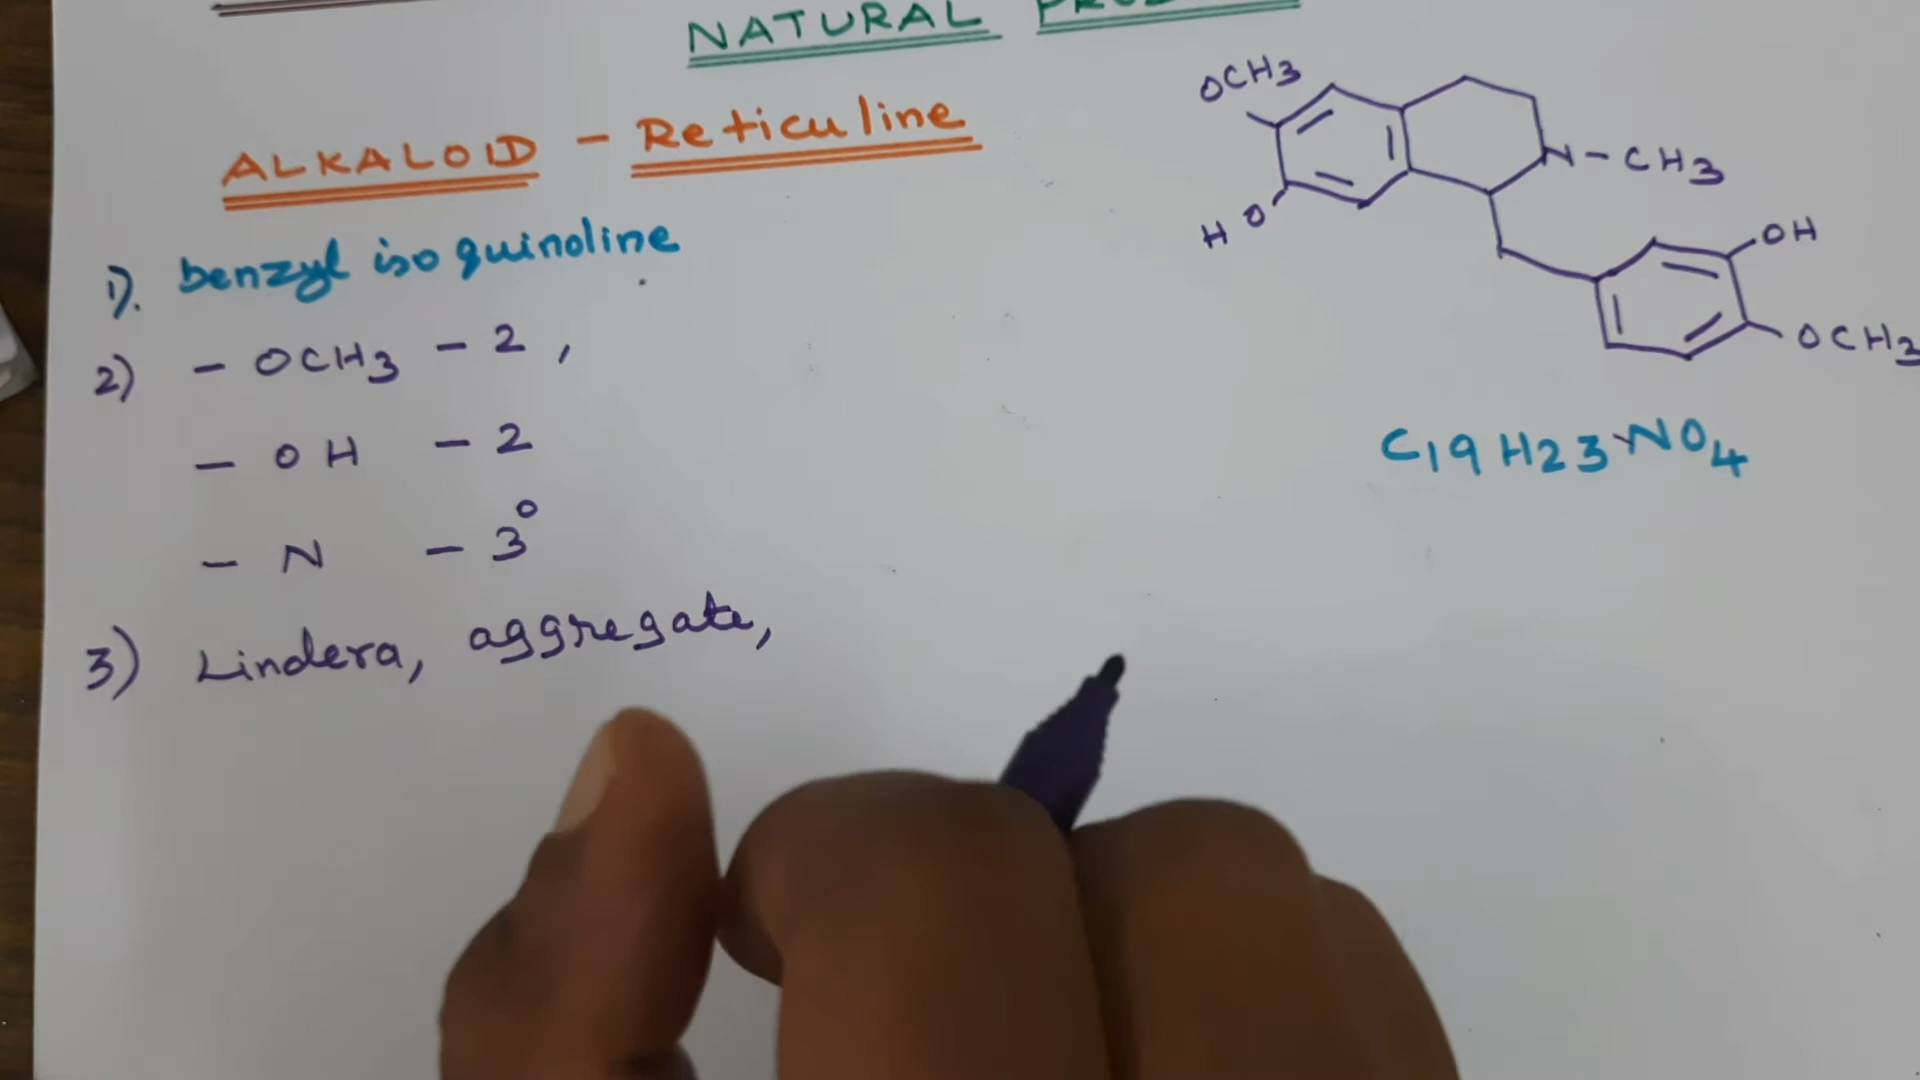 NATURAL
ALKALOID - Reticuline
1). benzyl isoquinoline
2) - OCH3 - 2,
- OH - 2
- N - 3°
3) Lindera, aggregate,
OCH3
N-CH3
HO
OH
OCH3
C19H23NO4